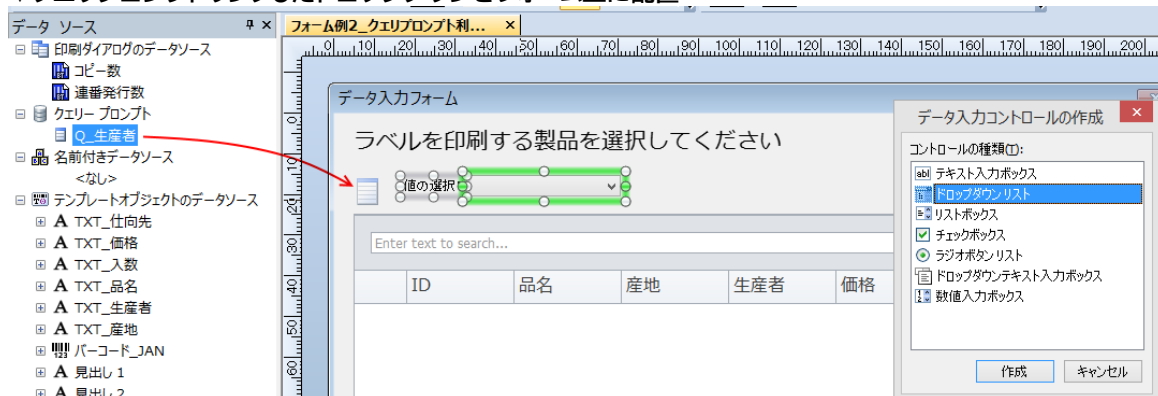 データ ソース
印刷ダイアログのデータソース
コピー数
連番発行数
クエリー プロンプト
Q_生産者
名前付きデータソース
<なし>
テンプレートオブジェクトのデータソース
TXT_仕向先
TXT_価格
TXT_入数
TXT_品名
TXT_生産者
TXT_産地
バーコード_JAN
見出し 1
見出し 2
フォーム例2_クエリプロンプト利... ×
0 10 20 30 40 50 60 70 80 90 100 110 120 130 140 150 160 170 180 190 200
0
10
20
30
40
50
60
データ入力フォーム
ラベルを印刷する製品を選択してください
値の選択
Enter text to search...
ID 品名 産地 生産者 価格
データ入力コントロールの作成
コントロールの種類(T):
テキスト入力ボックス
ドロップダウンリスト
リストボックス
チェックボックス
ラジオボタンリスト
ドロップダウンテキスト入力ボックス
数値入力ボックス
作成 キャンセル